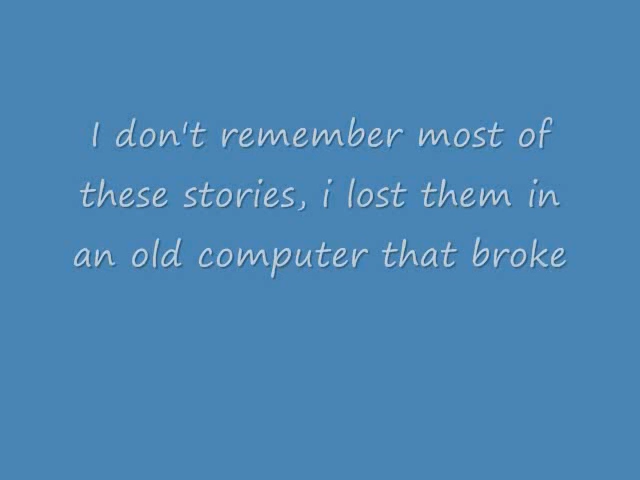 I don't remember most of
these stories, i lost them in
an old computer that broke